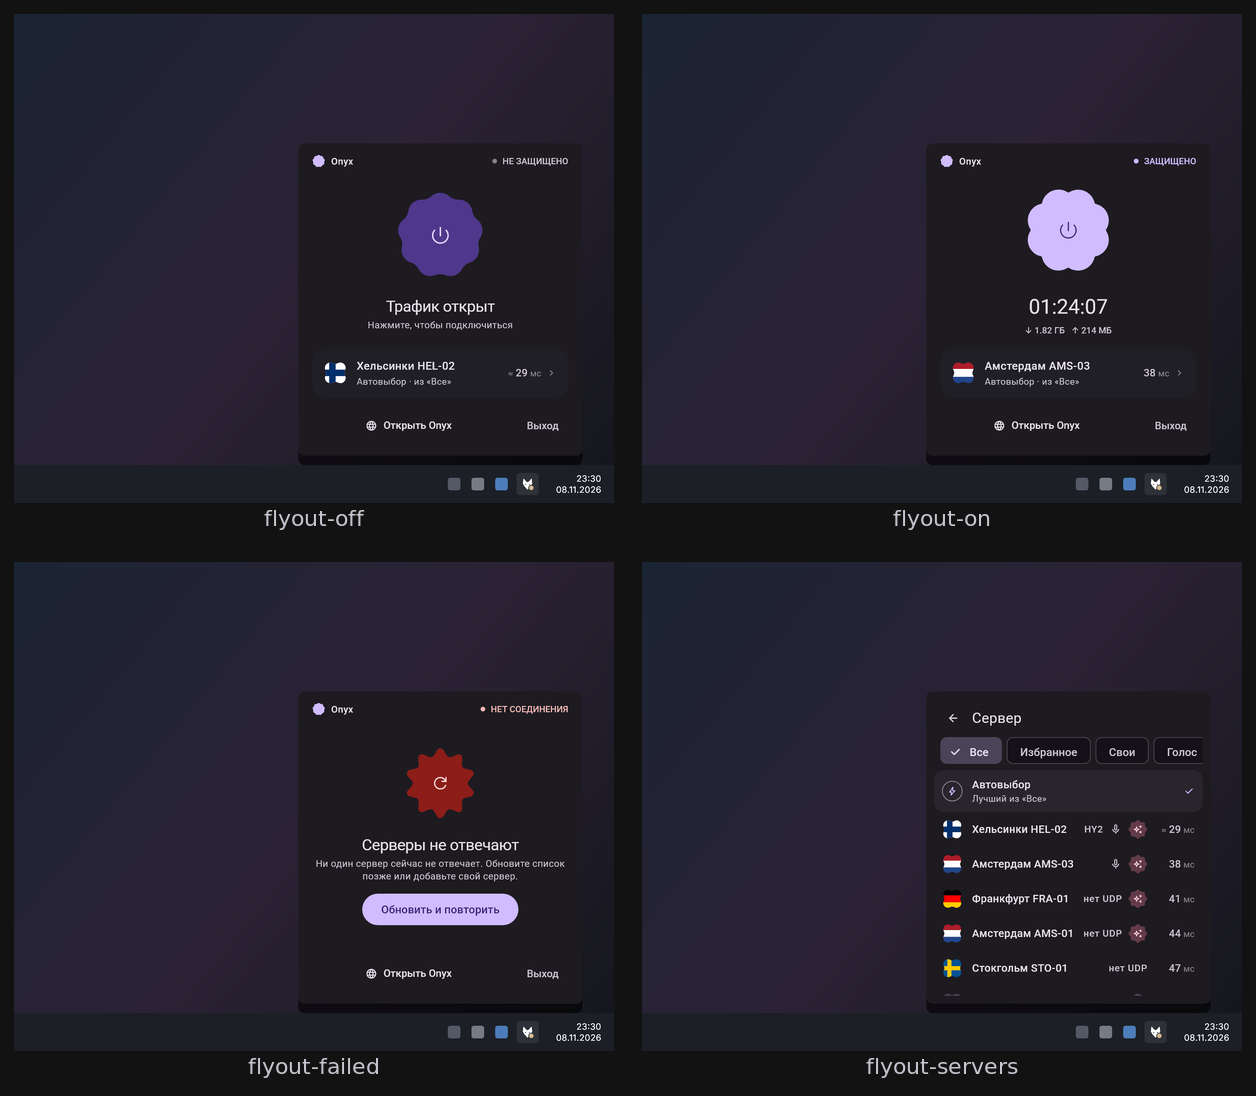 Onyx
НЕ ЗАЩИЩЕНО
Трафик открыт
Нажмите, чтобы подключиться
Хельсинки HEL-02
Автовыбор · из «Все»
≈ 29 мс
Открыть Onyx
Выход
23:30
08.11.2026
flyout-off
Onyx
ЗАЩИЩЕНО
01:24:07
↓ 1.82 ГБ ↑ 214 МБ
Амстердам AMS-03
Автовыбор · из «Все»
38 мс
Открыть Onyx
Выход
23:30
08.11.2026
flyout-on
Onyx
НЕТ СОЕДИНЕНИЯ
Серверы не отвечают
Ни один сервер сейчас не отвечает. Обновите список
позже или добавьте свой сервер.
Обновить и повторить
Открыть Onyx
Выход
23:30
08.11.2026
flyout-failed
Сервер
Все Избранное Свои Голос
Автовыбор
Лучший из «Все»
Хельсинки HEL-02 HY2 ≈ 29 мс
Амстердам AMS-03 38 мс
Франкфурт FRA-01 нет UDP 41 мс
Амстердам AMS-01 нет UDP 44 мс
Стокгольм STO-01 нет UDP 47 мс
23:30
08.11.2026
flyout-servers